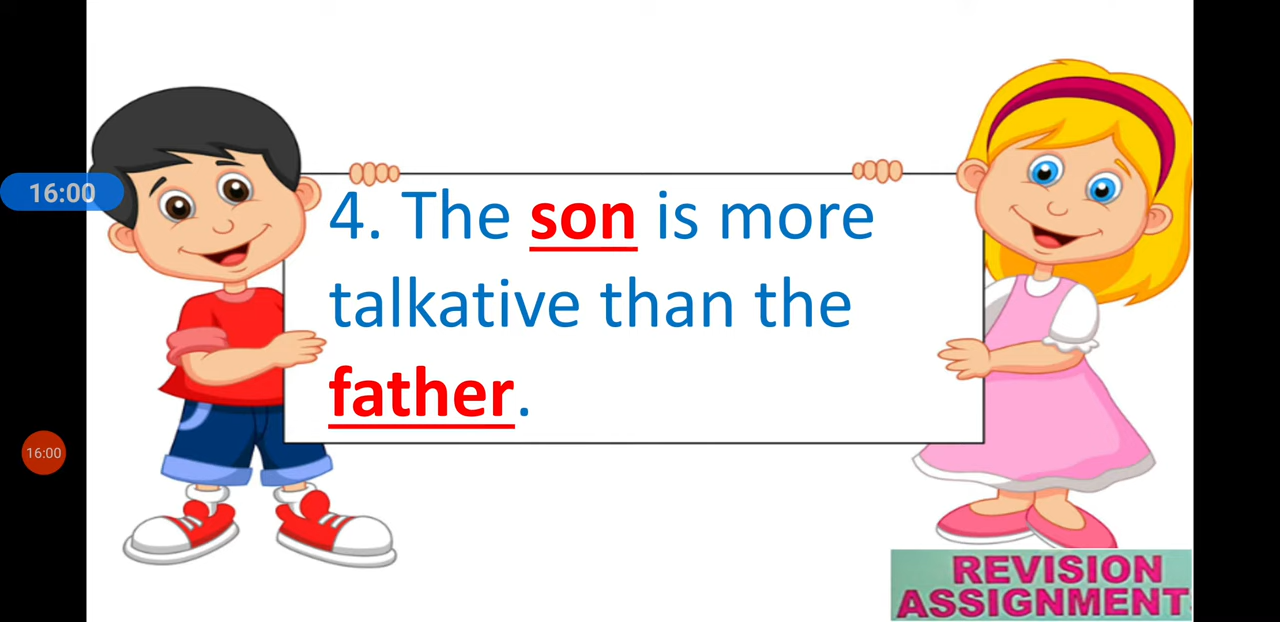 16:00
4. The son is more
talkative than the
father.
16:00
REVISION
ASSIGNMENT